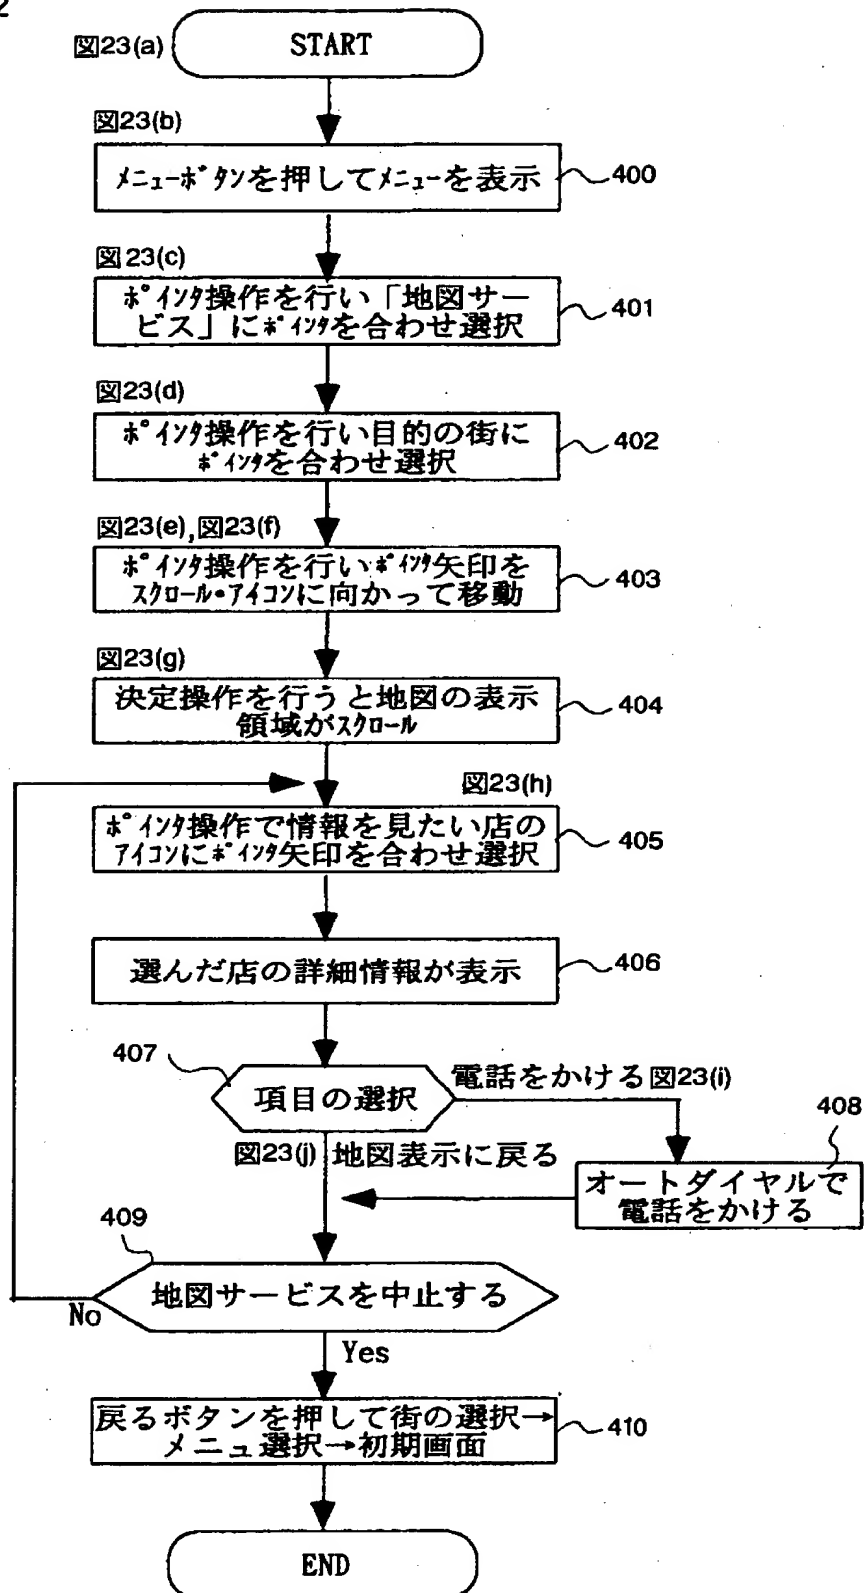 2
図23(a)
START
図23(b)
メニューボタンを押してメニューを表示
400
図23(c)
ポインタ操作を行い「地図サー
ビス」にポインタを合わせ選択
401
図23(d)
ポインタ操作を行い目的の街に
ポインタを合わせ選択
402
図23(e),図23(f)
ポインタ操作を行いポインタ矢印を
スクロール・アイコンに向かって移動
403
図23(g)
決定操作を行うと地図の表示
領域がスクロール
404
図23(h)
ポインタ操作で情報を見たい店の
アイコンにポインタ矢印を合わせ選択
405
選んだ店の詳細情報が表示
406
407
項目の選択
電話をかける図23(i)
408
図23(j) 地図表示に戻る
オートダイヤルで
電話をかける
409
地図サービスを中止する
No
Yes
戻るボタンを押して街の選択→
メニュ選択→初期画面
410
END